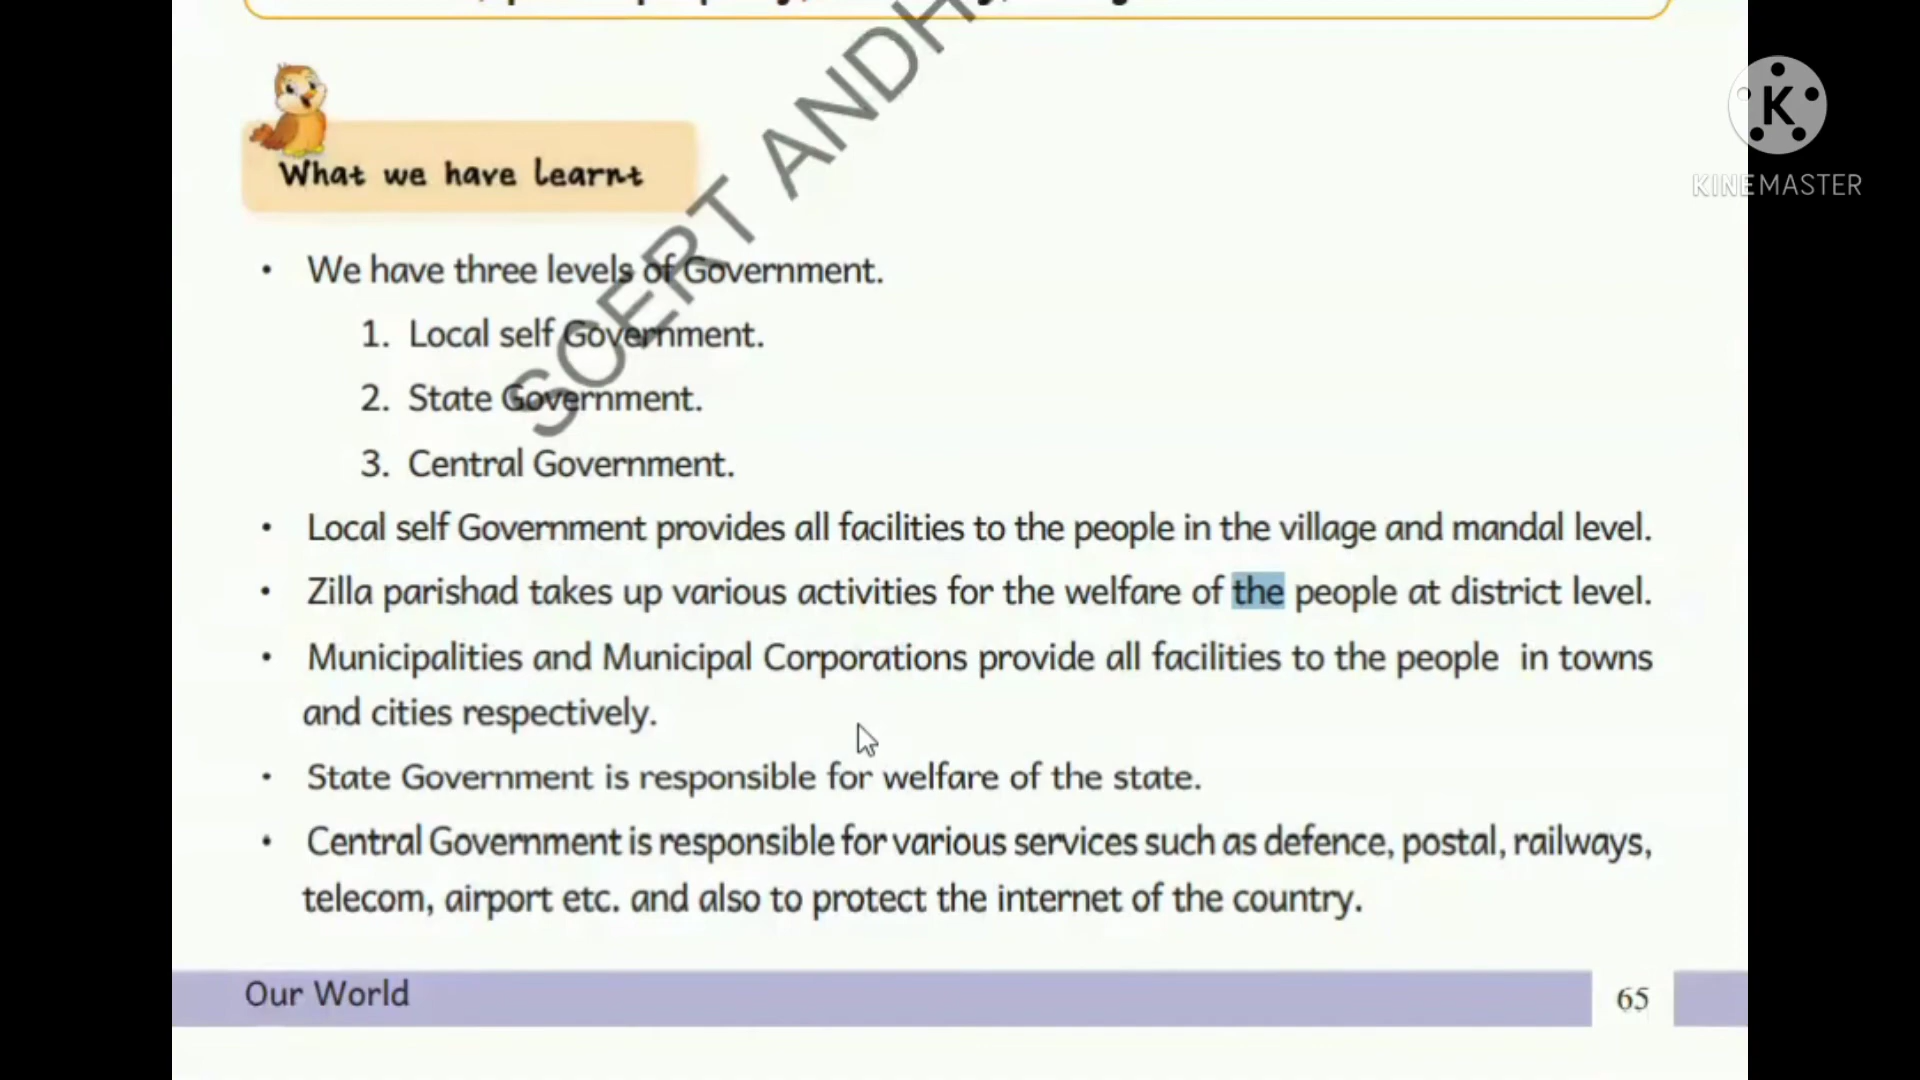 What we have learnt
• We have three levels of Government.
1. Local self Government.
2. State Government.
3. Central Government.
• Local self Government provides all facilities to the people in the village and mandal level.
• Zilla parishad takes up various activities for the welfare of the people at district level.
• Municipalities and Municipal Corporations provide all facilities to the people in towns
and cities respectively.
• State Government is responsible for welfare of the state.
• Central Government is responsible for various services such as defence, postal, railways,
telecom, airport etc. and also to protect the internet of the country.
Our World
65
K
KINEMASTER